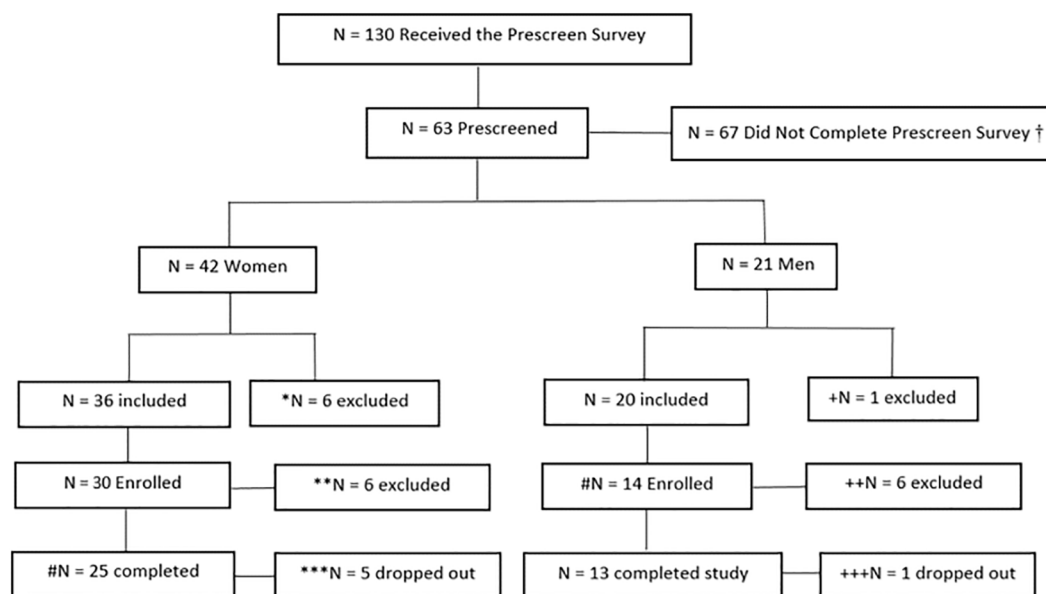 N = 130 Received the Prescreen Survey
N = 63 Prescreened
N = 67 Did Not Complete Prescreen Survey †
N = 42 Women
N = 21 Men
N = 36 included
*N = 6 excluded
N = 20 included
+N = 1 excluded
N = 30 Enrolled
**N = 6 excluded
#N = 14 Enrolled
++N = 6 excluded
#N = 25 completed
***N = 5 dropped out
N = 13 completed study
+++N = 1 dropped out